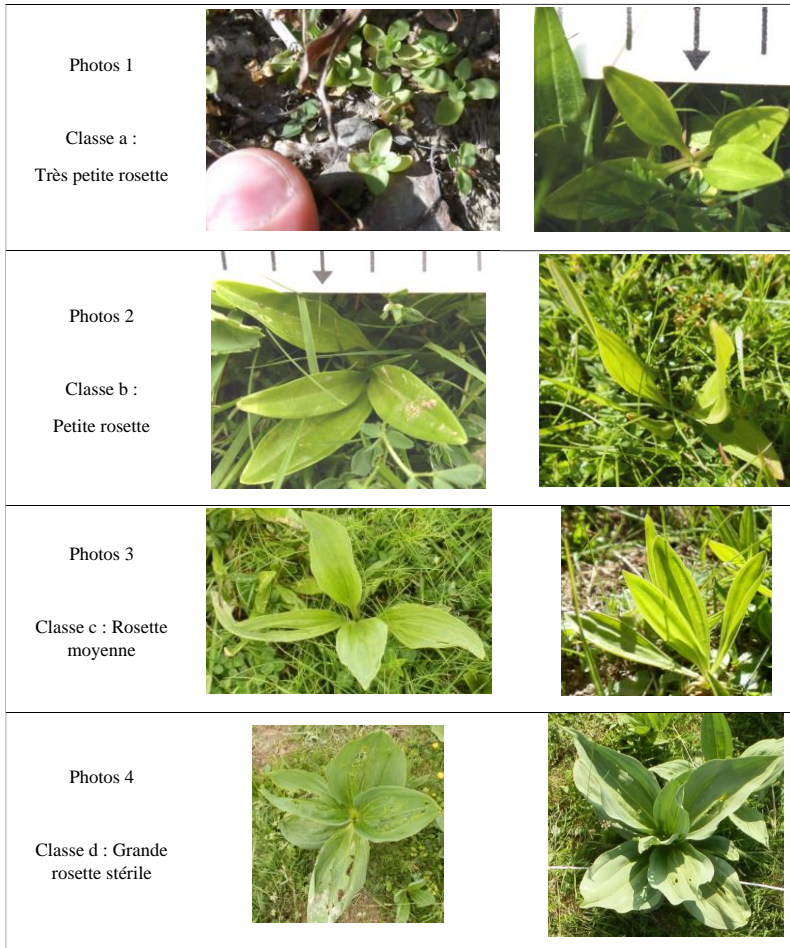 Photos 1
Classe a :
Très petite rosette
Photos 2
Classe b :
Petite rosette
Photos 3
Classe c : Rosette
moyenne
Photos 4
Classe d : Grande
rosette stérile